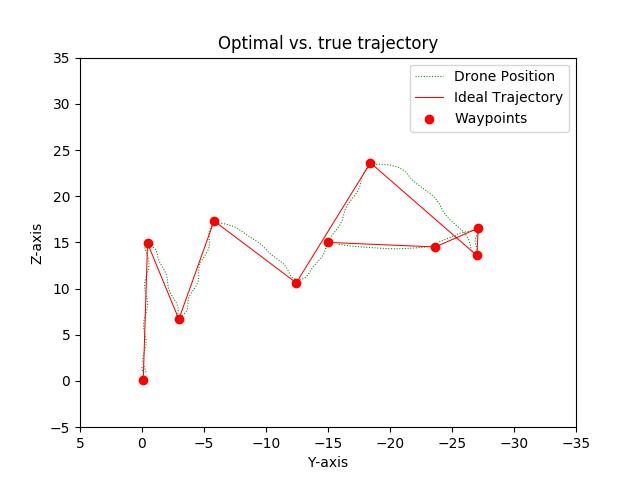 Optimal vs. true trajectory
Drone Position
Ideal Trajectory
Waypoints
35
30
25
20
15
10
5
0
−5
Z-axis
5 0 −5 −10 −15 −20 −25 −30 −35
Y-axis